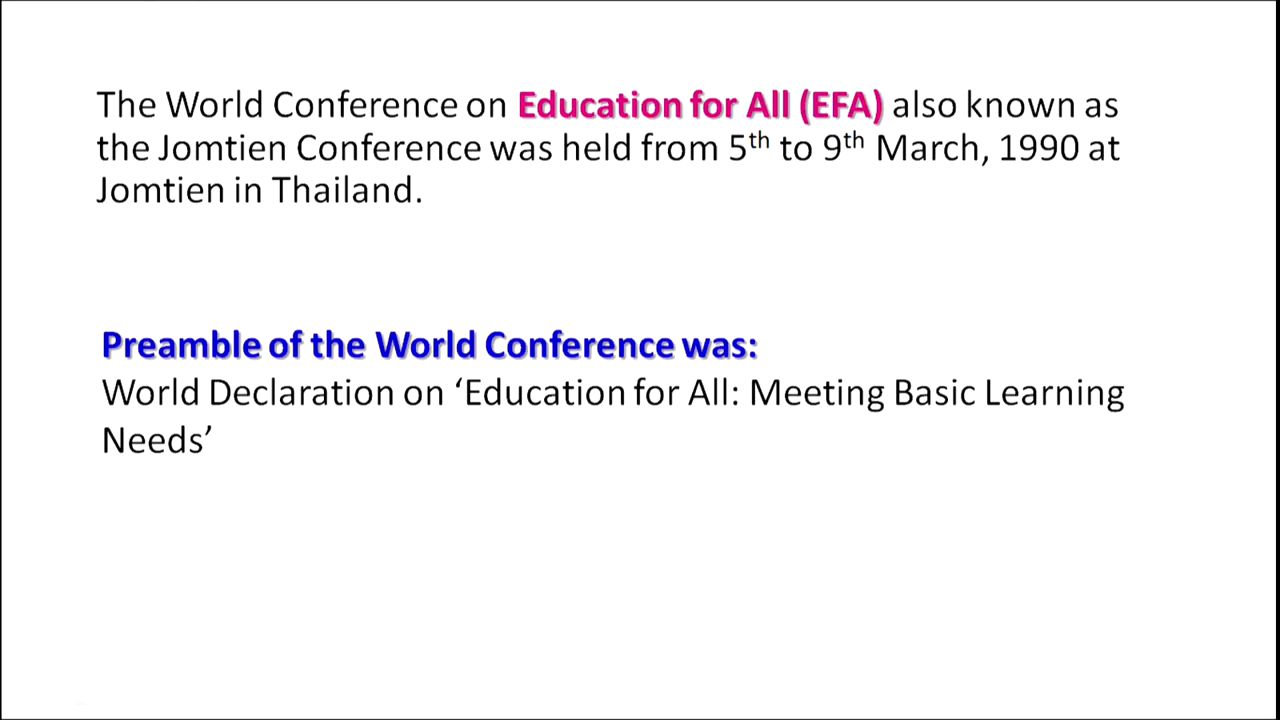 The World Conference on Education for All (EFA) also known as
the Jomtien Conference was held from 5th to 9th March, 1990 at
Jomtien in Thailand.
Preamble of the World Conference was:
World Declaration on ‘Education for All: Meeting Basic Learning
Needs’